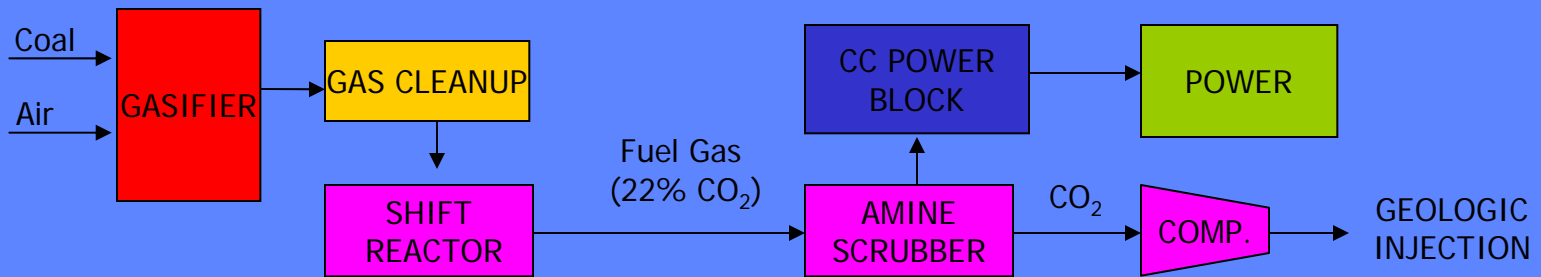 Coal
Air
GASIFIER
GAS CLEANUP
SHIFT
REACTOR
Fuel Gas
(22% CO₂)
CC POWER
BLOCK
POWER
AMINE
SCRUBBER
CO₂
COMP.
GEOLOGIC
INJECTION